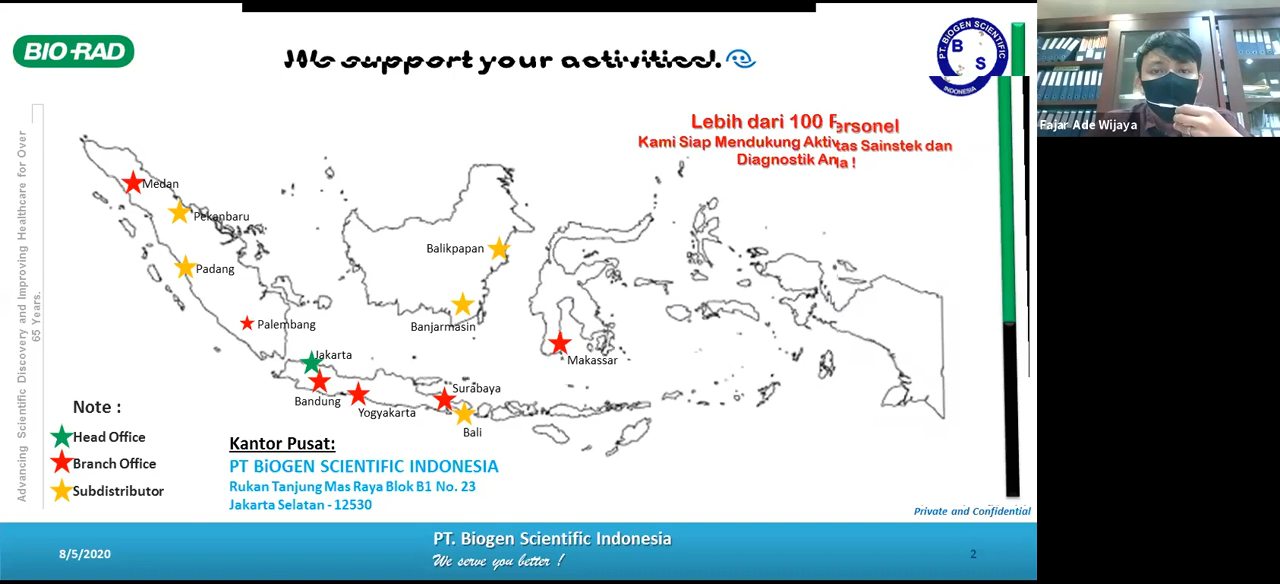 BIO-RAD
We support your activities!
PT. BIOGEN SCIENTIFIC
B
S
INDONESIA
Fajar Ade Wijaya
Lebih dari 100 Personel
Kami Siap Mendukung Aktivitas Sainstek dan
Diagnostik Anda !
Advancing Scientific Discovery and Improving Healthcare for Over
65 Years.
Medan
Pekanbaru
Padang
Palembang
Balikpapan
Banjarmasin
Makassar
Jakarta
Bandung
Yogyakarta
Surabaya
Bali
Note :
Head Office
Branch Office
Subdistributor
Kantor Pusat:
PT BiOGEN SCIENTIFIC INDONESIA
Rukan Tanjung Mas Raya Blok B1 No. 23
Jakarta Selatan - 12530
Private and Confidential
8/5/2020
PT. Biogen Scientific Indonesia
We serve you better !
2